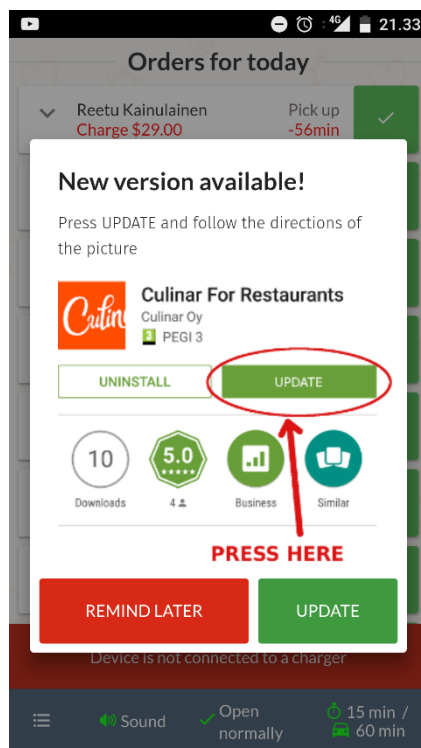 4G 21.33
Orders for today
Reetu Kainulainen Pick up
Charge $29.00 -56min
New version available!
Press UPDATE and follow the directions of
the picture
Culinar For Restaurants
Culin
Culinar Oy
3 PEGI 3
UNINSTALL UPDATE
10 5.0
Downloads 4 Business Similar
PRESS HERE
REMIND LATER UPDATE
Device is not connected to a charger
Sound Open normally 15 min / 60 min